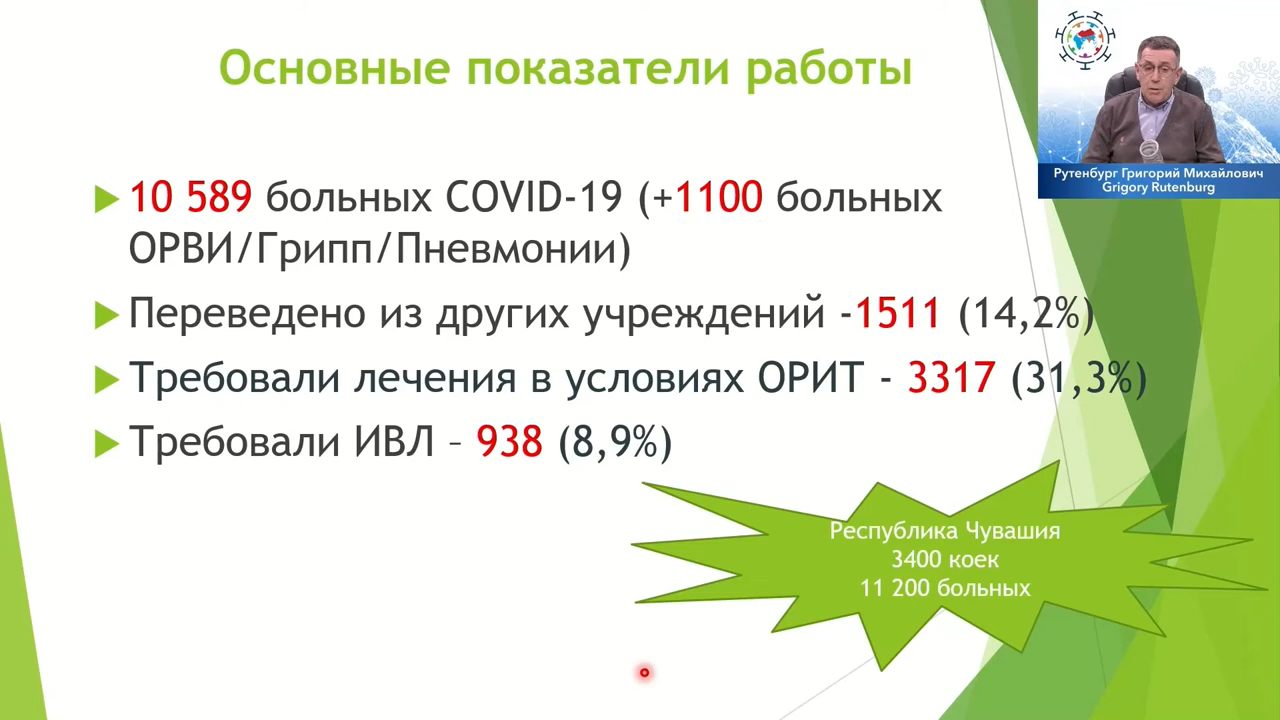 Основные показатели работы
Рутенбург Григорий Михайлович
Grigory Rutenburg
10 589 больных COVID-19 (+1100 больных
ОРВИ/Грипп/Пневмонии)
Переведено из других учреждений -1511 (14,2%)
Требовали лечения в условиях ОРИТ - 3317 (31,3%)
Требовали ИВЛ – 938 (8,9%)
Республика Чувашия
3400 коек
11 200 больных